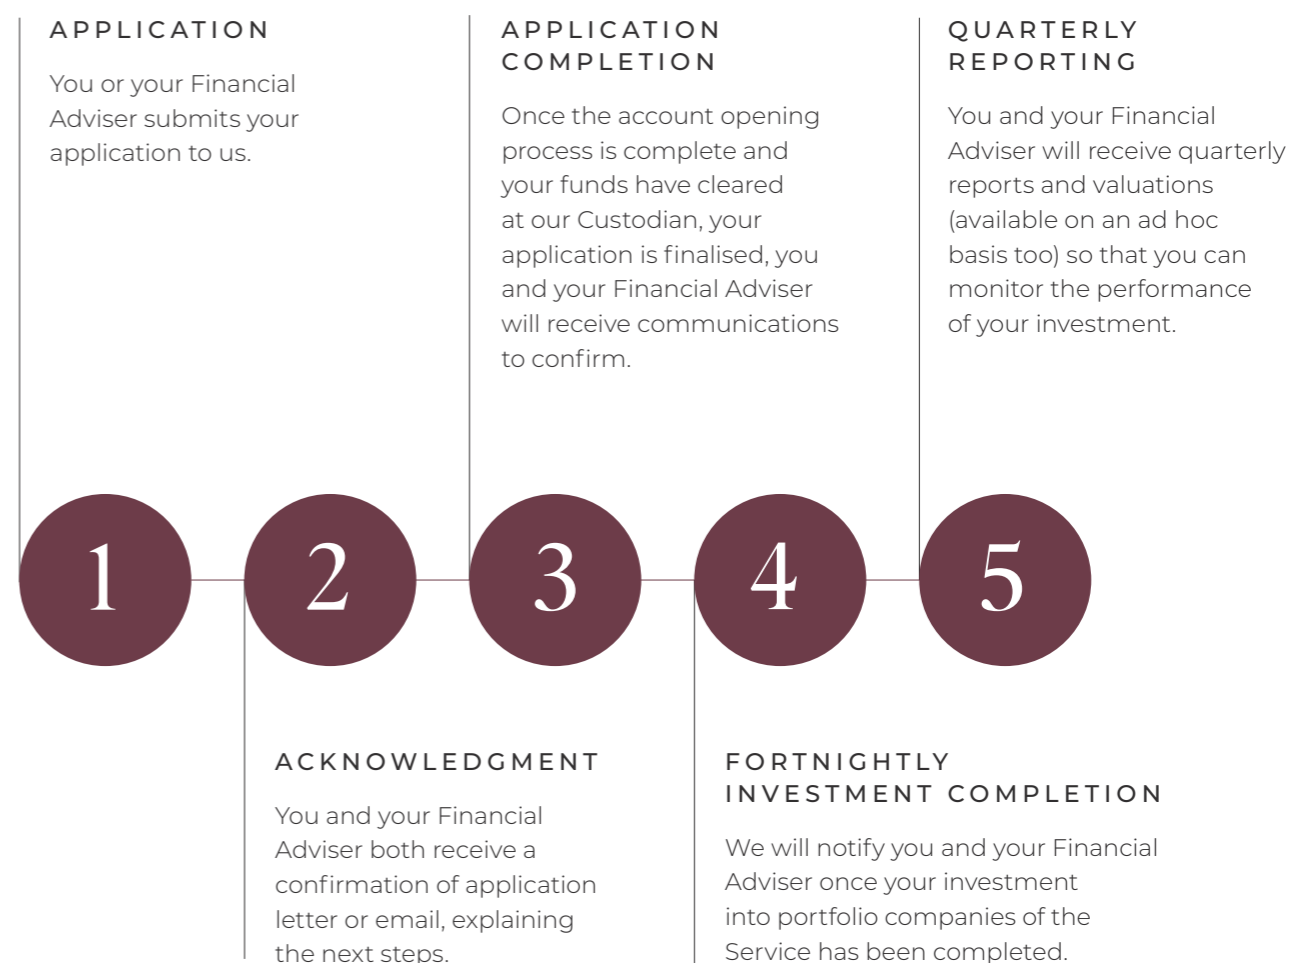 APPLICATION
You or your Financial
Adviser submits your
application to us.
APPLICATION
COMPLETION
Once the account opening
process is complete and
your funds have cleared
at our Custodian, your
application is finalised, you
and your Financial Adviser
will receive communications
to confirm.
QUARTERLY
REPORTING
You and your Financial
Adviser will receive quarterly
reports and valuations
(available on an ad hoc
basis too) so that you can
monitor the performance
of your investment.
1
2
3
4
5
ACKNOWLEDGMENT
You and your Financial
Adviser both receive a
confirmation of application
letter or email, explaining
the next steps.
FORTNIGHTLY
INVESTMENT COMPLETION
We will notify you and your Financial
Adviser once your investment
into portfolio companies of the
Service has been completed.